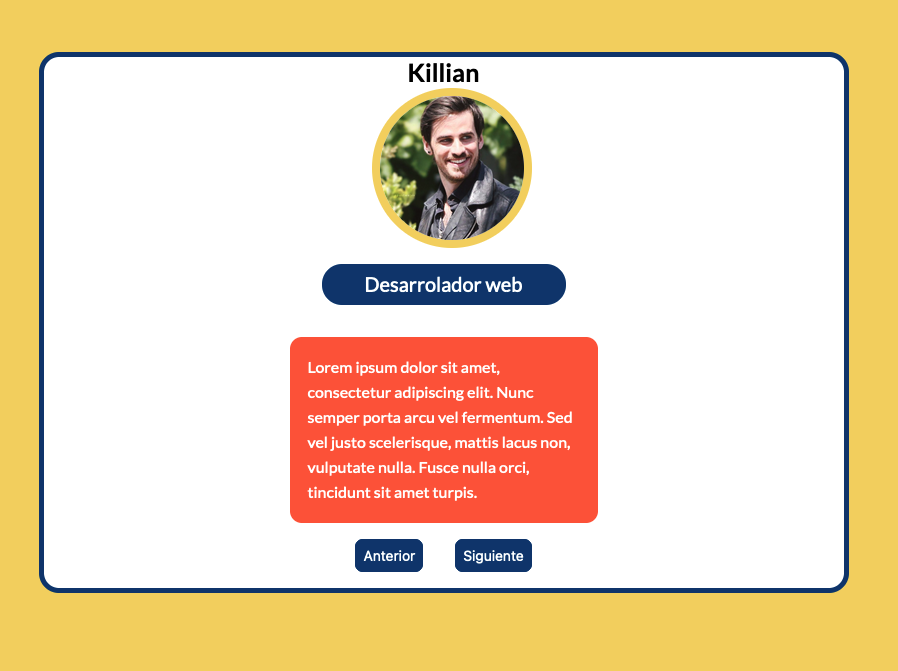 Killian
Desarrolador web
Lorem ipsum dolor sit amet,
consectetur adipiscing elit. Nunc
semper porta arcu vel fermentum. Sed
vel justo scelerisque, mattis lacus non,
vulputate nulla. Fusce nulla orci,
tincidunt sit amet turpis.
Anterior Siguiente